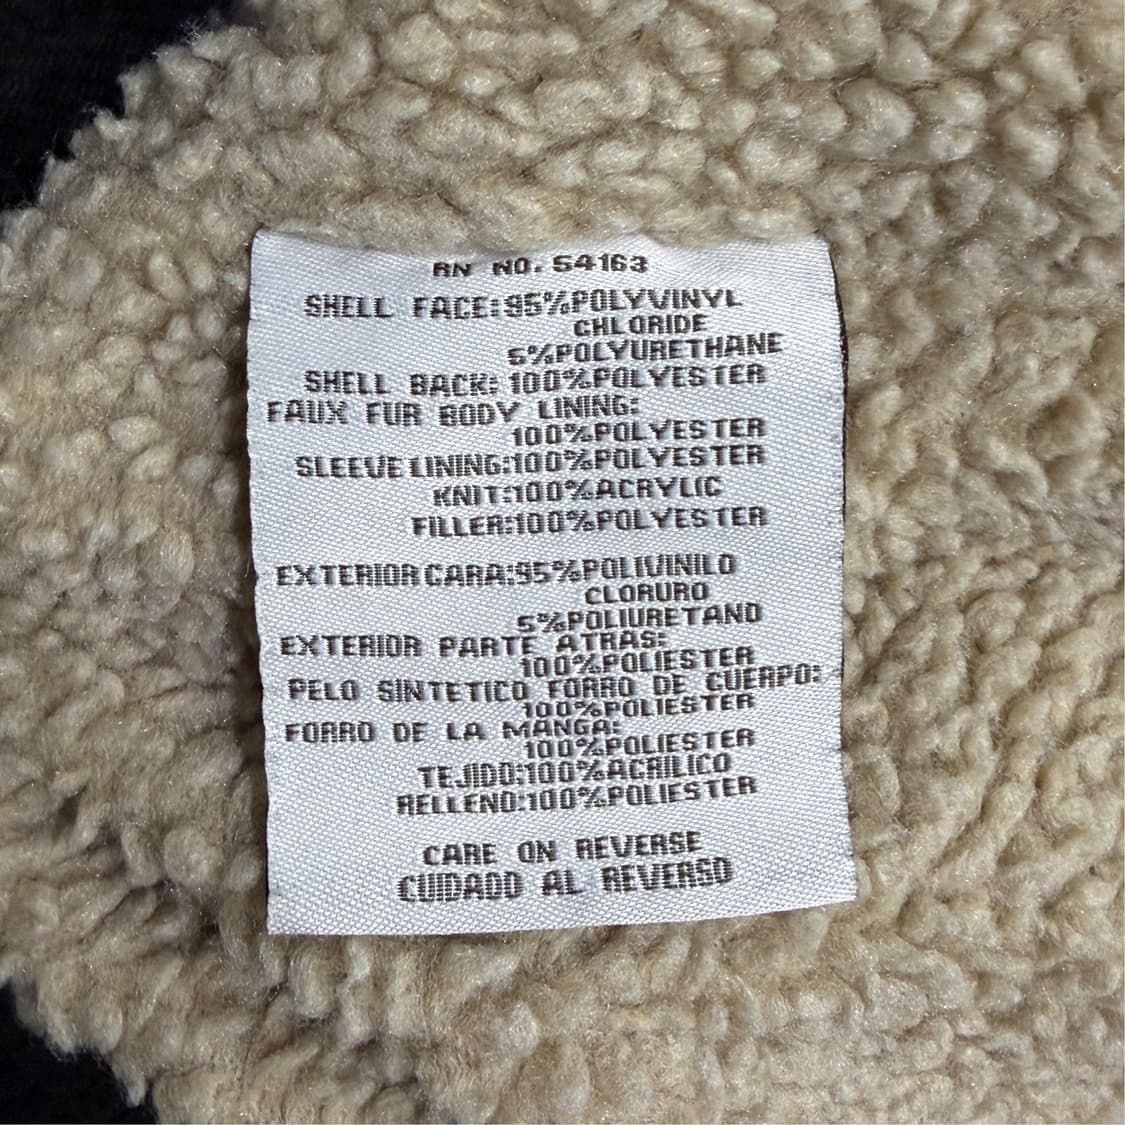 RN NO. 54163
SHELL FACE:95%POLYVINYL
CHLORIDE
5%POLYURETHANE
SHELL BACK: 100%POLYESTER
FAUX FUR BODY LINING:
100%POLYESTER
SLEEVE LINING:100%POLYESTER
KNIT:100%ACRYLIC
FILLER:100%POLYESTER
EXTERIOR CARA:95%POLIVINILO
CLORURO
5%POLIURETANO
EXTERIOR PARTE ATRAS:
100%POLIESTER
PELO SINTETICO FORRO DE CUERPO:
100%POLIESTER
FORRO DE LA MANGA:
100%POLIESTER
TEJIDO:100%ACRILICO
RELLENO:100%POLIESTER
CARE ON REVERSE
CUIDADO AL REVERSO